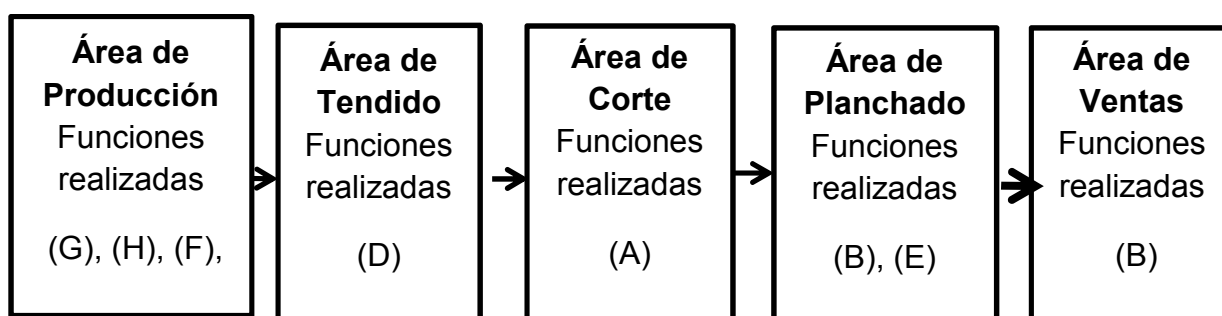 Área de
Producción
Funciones
realizadas
(G), (H), (F),
Área de
Tendido
Funciones
realizadas
(D)
Área de
Corte
Funciones
realizadas
(A)
Área de
Planchado
Funciones
realizadas
(B), (E)
Área de
Ventas
Funciones
realizadas
(B)